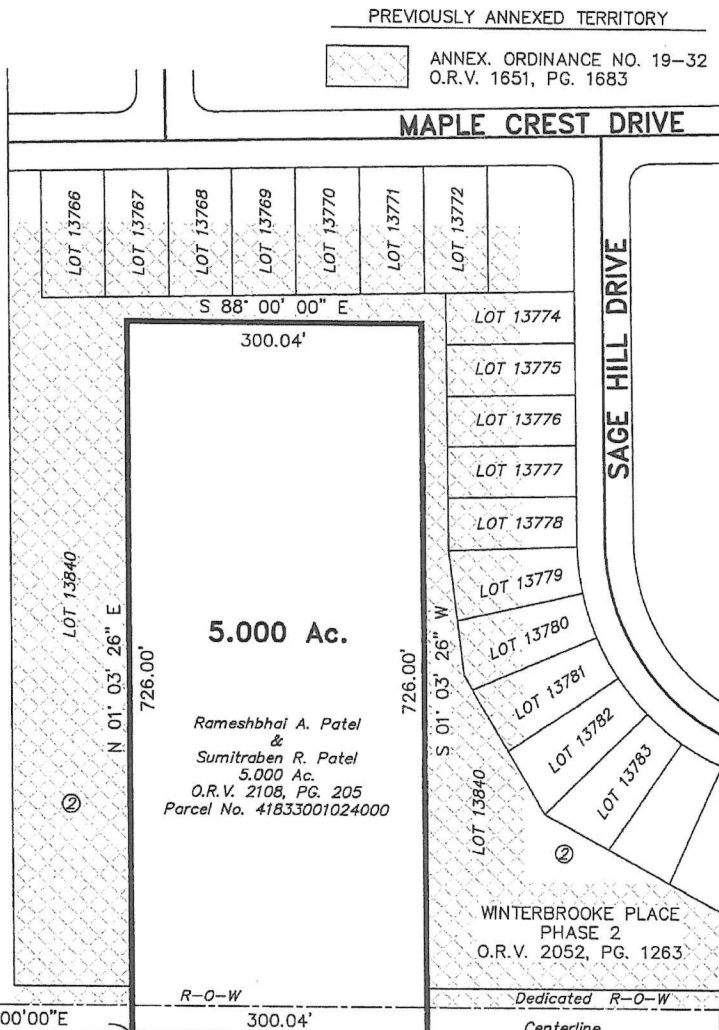 PREVIOUSLY ANNEXED TERRITORY
ANNEX. ORDINANCE NO. 19-32
O.R.V. 1651, PG. 1683
MAPLE CREST DRIVE
LOT 13766
LOT 13767
LOT 13768
LOT 13769
LOT 13770
LOT 13771
LOT 13772
S 88° 00' 00" E
300.04'
LOT 13774
LOT 13775
LOT 13776
LOT 13777
LOT 13778
LOT 13779
LOT 13780
LOT 13781
LOT 13782
LOT 13783
SAGE HILL DRIVE
LOT 13840
N 01° 03' 26" E
726.00'
5.000 Ac.
726.00'
S 01° 03' 26" W
Rameshbhai A. Patel
&
Sumitraben R. Patel
5.000 Ac.
O.R.V. 2108, PG. 205
Parcel No. 41833001024000
②
LOT 13840
②
WINTERBROOKE PLACE
PHASE 2
O.R.V. 2052, PG. 1263
R-O-W
Dedicated R-O-W
00'00"E
300.04'
Centerline